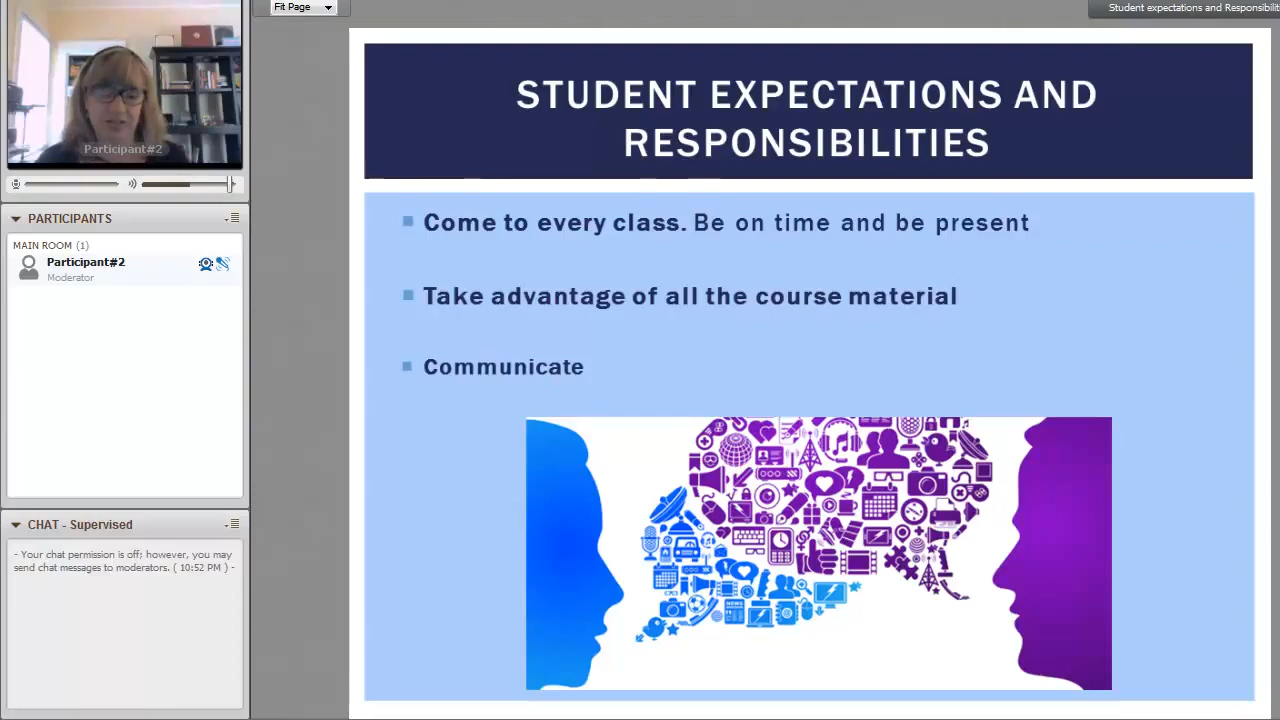 Fit Page
Student expectations and Responsibilit
Participant#2
PARTICIPANTS
MAIN ROOM (1)
Participant#2
Moderator
CHAT - Supervised
- Your chat permission is off; however, you may
send chat messages to moderators. ( 10:52 PM ) -
STUDENT EXPECTATIONS AND
RESPONSIBILITIES
Come to every class. Be on time and be present
Take advantage of all the course material
Communicate
NEWS